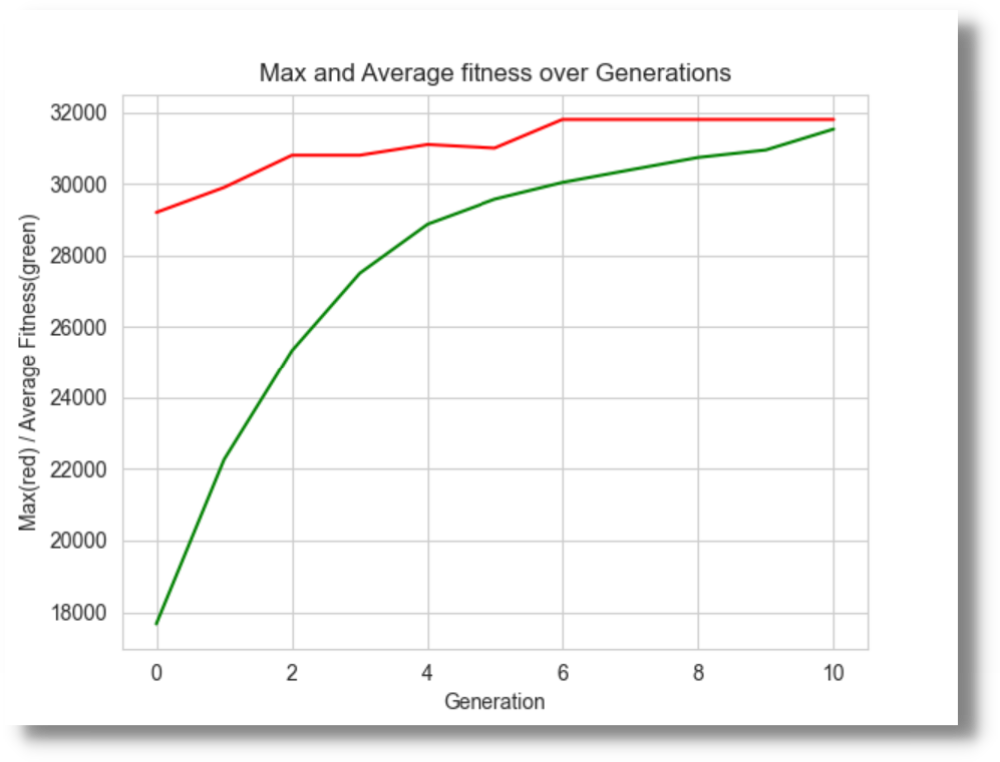 Max and Average fitness over Generations
Max(red) / Average Fitness(green)
32000
30000
28000
26000
24000
22000
20000
18000
0 2 4 6 8 10
Generation